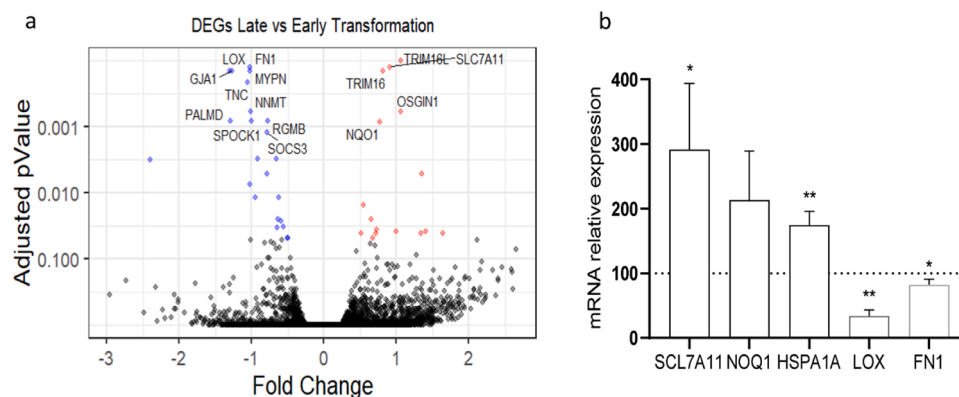 a
DEGs Late vs Early Transformation
LOX FN1
TRIM16L SLC7A11
GJA1 MYPN
TRIM16
TNC NNMT
OSGIN1
PALMD
SPOCK1 RGMB
NQO1
SOCS3
Adjusted pValue
0.001
0.010
0.100
-3 -2 -1 0 1 2
Fold Change
b
mRNA relative expression
400
300
200
100
0
* ** ** *
SCL7A11 NOQ1 HSPA1A LOX FN1